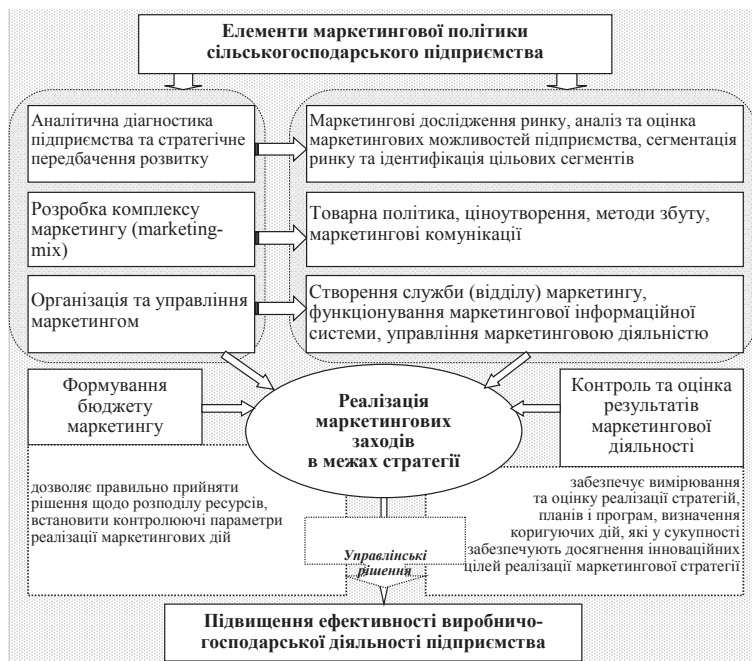 Елементи маркетингової політики
сільськогосподарського підприємства
Аналітична діагностика
підприємства та стратегічне
передбачення розвитку
Маркетингові дослідження ринку, аналіз та оцінка
маркетингових можливостей підприємства, сегментація
ринку та ідентифікація цільових сегментів
Розробка комплексу
маркетингу (marketing-
mix)
Товарна політика, ціноутворення, методи збуту,
маркетингові комунікації
Організація та управління
маркетингом
Створення служби (відділу) маркетингу,
функціонування маркетингової інформаційної
системи, управління маркетинговою діяльністю
Формування
бюджету
маркетингу
Реалізація
маркетингових
заходів
в межах стратегії
Контроль та оцінка
результатів
маркетингової
діяльності
дозволяє правильно прийняти
рішення щодо розподілу ресурсів,
встановити контролюючі параметри
реалізації маркетингових дій
забезпечує вимірювання
та оцінку реалізації стратегій,
планів і програм, визначення
коригуючих дій, які у сукупності
забезпечують досягнення інноваційних
цілей реалізації маркетингової стратегії
Управлінські
рішення
Підвищення ефективності виробничо-
господарської діяльності підприємства